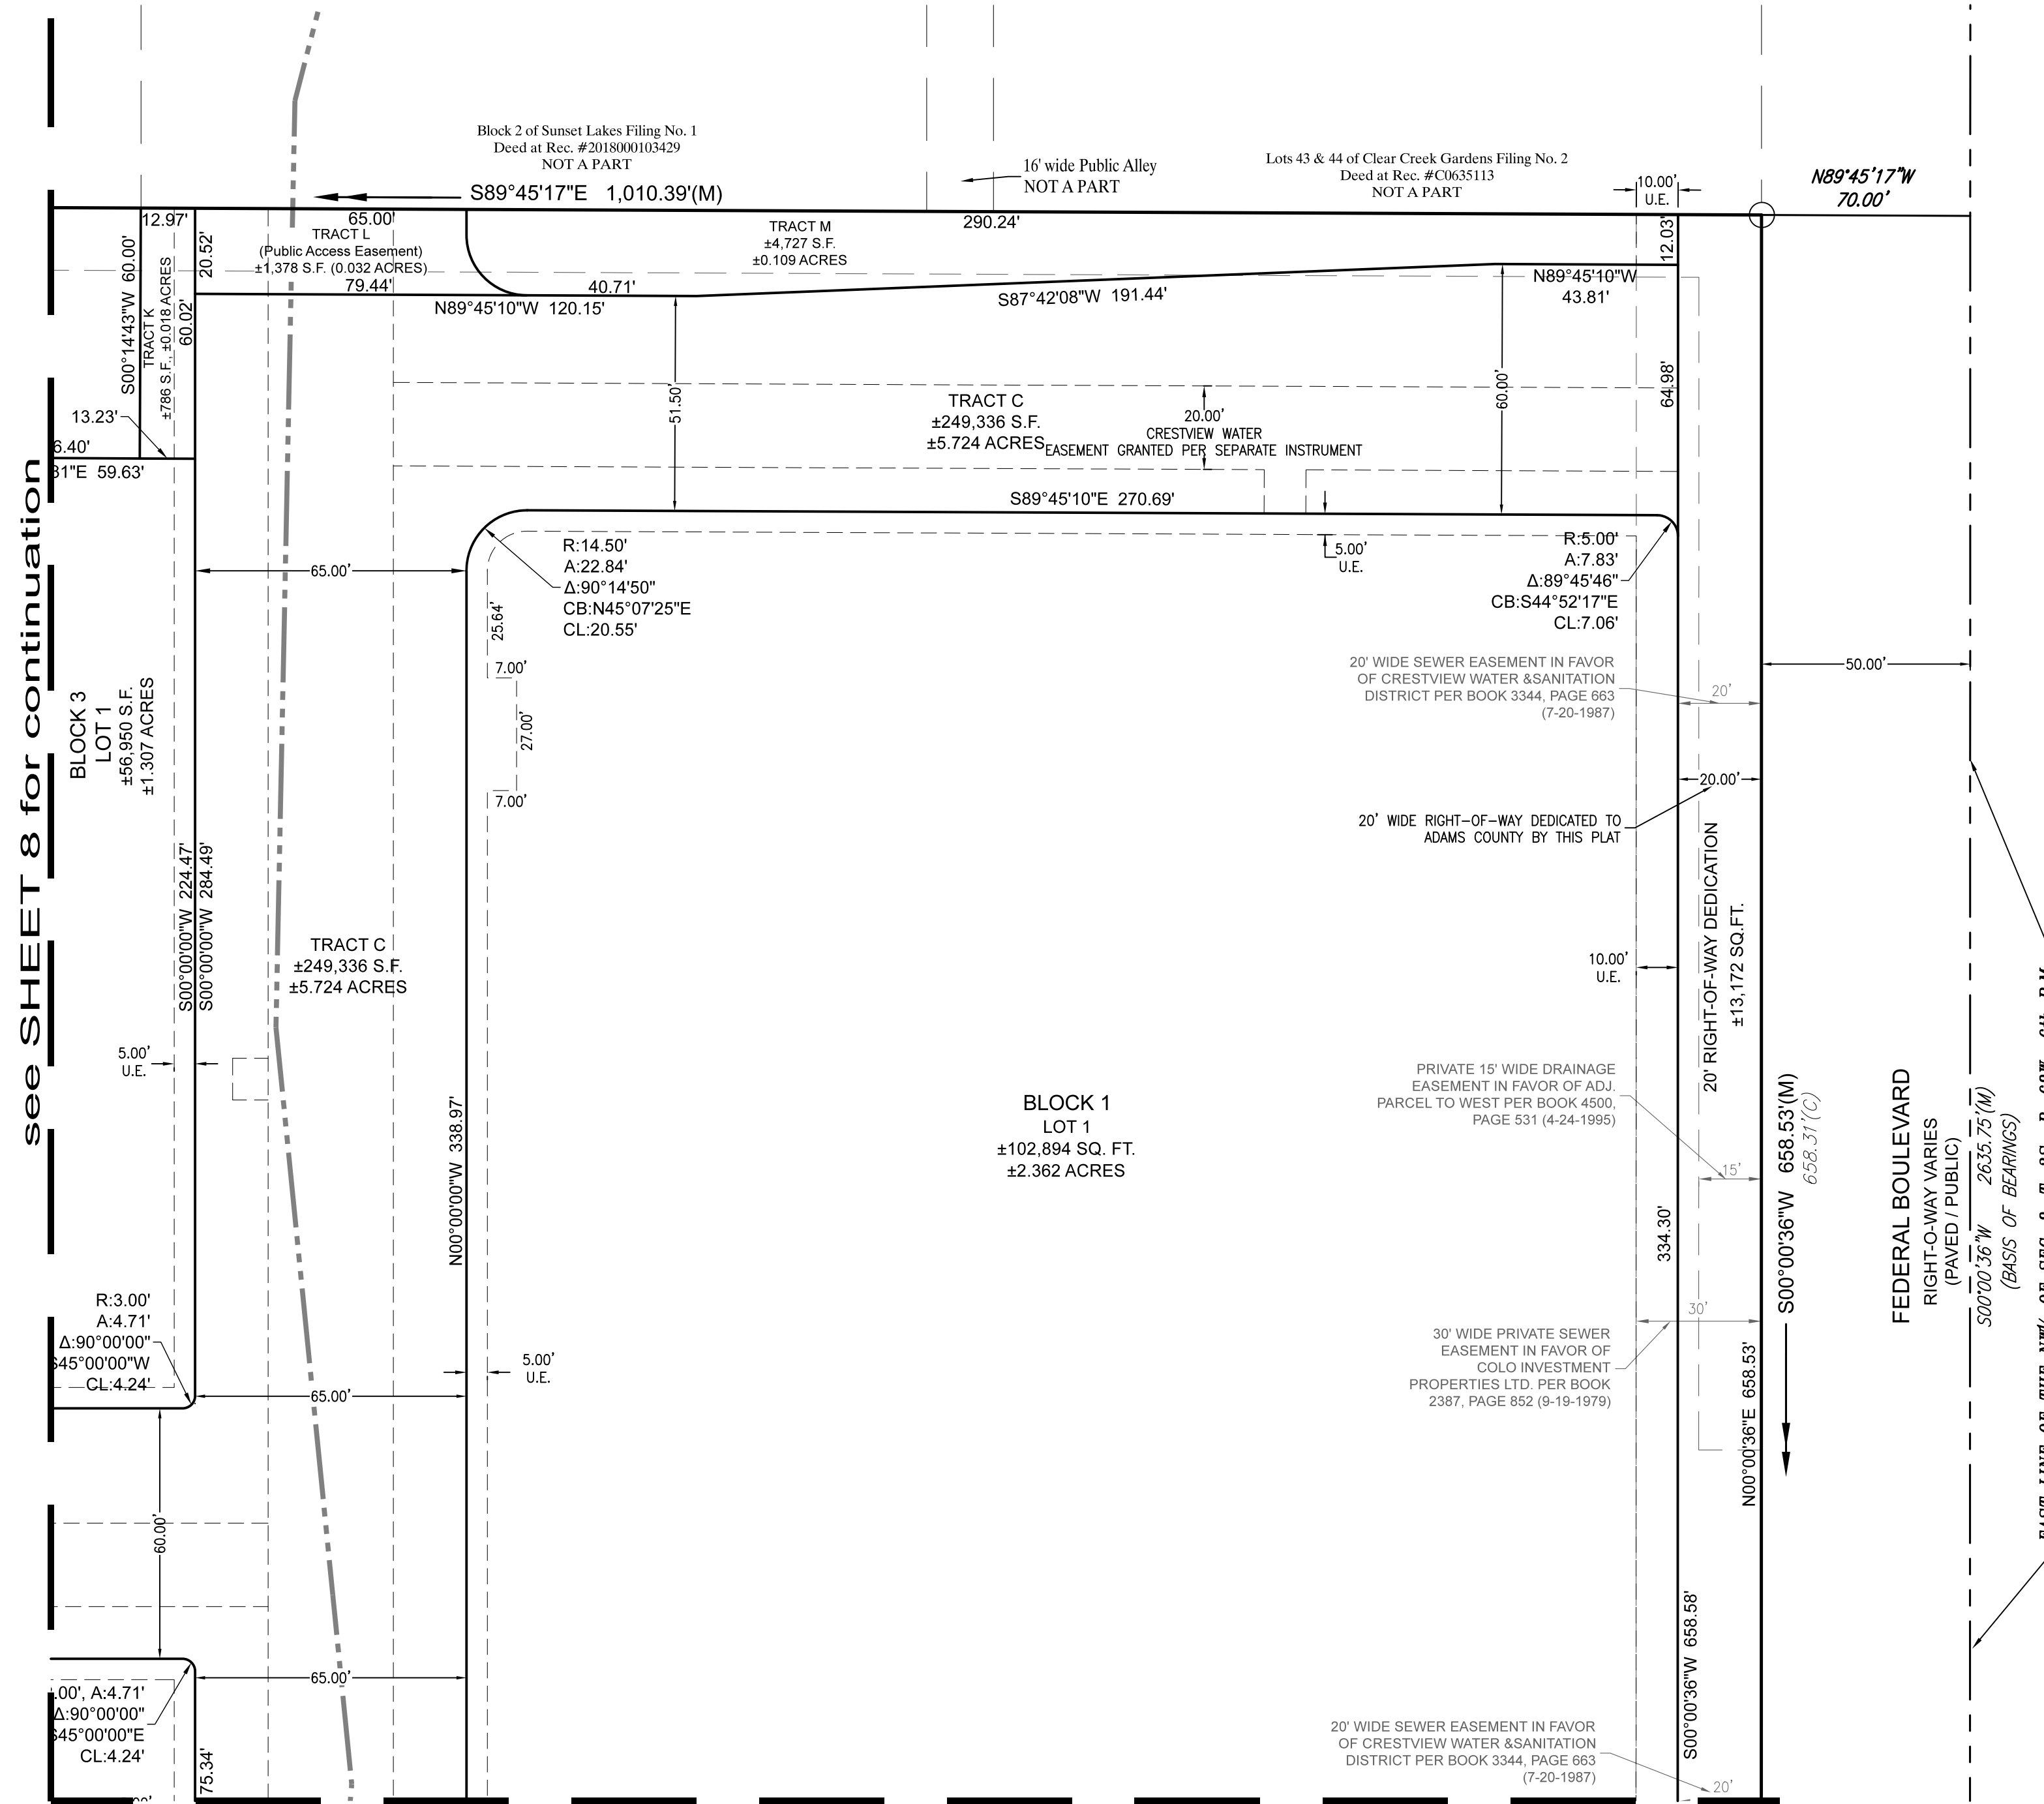 Block 2 of Sunset Lakes Filing No. 1
Deed at Rec. #2018000103429
NOT A PART
16' wide Public Alley
NOT A PART
Lots 43 & 44 of Clear Creek Gardens Filing No. 2
Deed at Rec. #C0635113
NOT A PART
10.00'
U.E.
N89°45'17"W
70.00'
S89°45'17"E 1,010.39'(M)
12.97'
65.00'
TRACT L
(Public Access Easement)
±1,378 S.F. (0.032 ACRES)
79.44'
20.52'
S00°14'43"W 60.00'
TRACT K
±786 S.F., ±0.018 ACRES
60.02'
TRACT M
±4,727 S.F.
±0.109 ACRES
290.24'
12.03'
40.71'
N89°45'10"W 120.15'
S87°42'08"W 191.44'
N89°45'10"W
43.81'
13.23'
6.40'
31"E 59.63'
51.50'
TRACT C
±249,336 S.F.
±5.724 ACRES
20.00'
CRESTVIEW WATER
EASEMENT GRANTED PER SEPARATE INSTRUMENT
60.00'
64.98'
S89°45'10"E 270.69'
see SHEET 8 for continuation
65.00'
R:14.50'
A:22.84'
Δ:90°14'50"
CB:N45°07'25"E
CL:20.55'
5.00'
U.E.
R:5.00'
A:7.83'
Δ:89°45'46"
CB:S44°52'17"E
CL:7.06'
25.64'
7.00'
27.00'
7.00'
20' WIDE SEWER EASEMENT IN FAVOR
OF CRESTVIEW WATER &SANITATION
DISTRICT PER BOOK 3344, PAGE 663
(7-20-1987)
20'
50.00'
BLOCK 3
LOT 1
±56,950 S.F.
±1.307 ACRES
20.00'
20' WIDE RIGHT-OF-WAY DEDICATED TO
ADAMS COUNTY BY THIS PLAT
20' RIGHT-OF-WAY DEDICATION
±13,172 SQ.FT.
S00°00'00"W 224.47'
S00°00'00"W 284.49'
TRACT C
±249,336 S.F.
±5.724 ACRES
10.00'
U.E.
5.00'
U.E.
N00°00'00"W 338.97'
BLOCK 1
LOT 1
±102,894 SQ. FT.
±2.362 ACRES
PRIVATE 15' WIDE DRAINAGE
EASEMENT IN FAVOR OF ADJ.
PARCEL TO WEST PER BOOK 4500,
PAGE 531 (4-24-1995)
15'
334.30'
S00°00'36"W 658.53'(M)
658.31'(C)
FEDERAL BOULEVARD
RIGHT-O-WAY VARIES
(PAVED / PUBLIC)
S00°00'36"W 2635.75'(M)
(BASIS OF BEARINGS)
R:3.00'
A:4.71'
Δ:90°00'00"
S45°00'00"W
CL:4.24'
65.00'
5.00'
U.E.
30'
30' WIDE PRIVATE SEWER
EASEMENT IN FAVOR OF
COLO INVESTMENT
PROPERTIES LTD. PER BOOK
2387, PAGE 852 (9-19-1979)
N00°00'36"E 658.53'
60.00'
65.00'
.00', A:4.71'
Δ:90°00'00"
S45°00'00"E
CL:4.24'
75.34'
S00°00'36"W 658.58'
20' WIDE SEWER EASEMENT IN FAVOR
OF CRESTVIEW WATER &SANITATION
DISTRICT PER BOOK 3344, PAGE 663
(7-20-1987)
20'